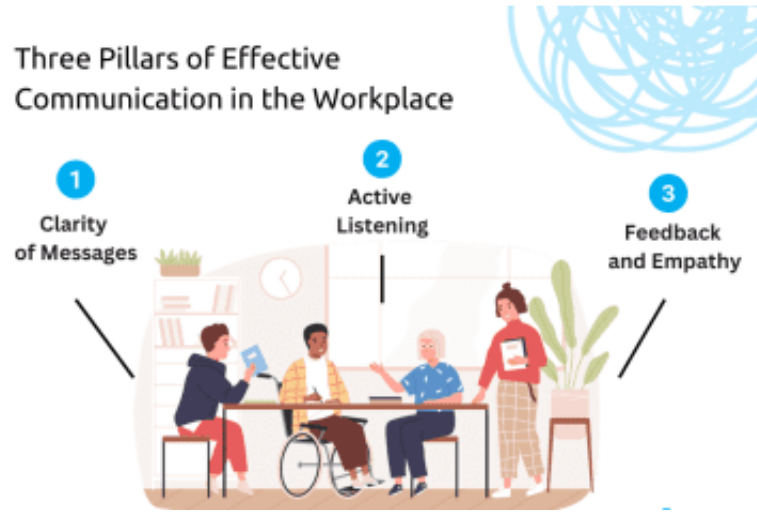 Three Pillars of Effective
Communication in the Workplace
1
Clarity
of Messages
2
Active
Listening
3
Feedback
and Empathy